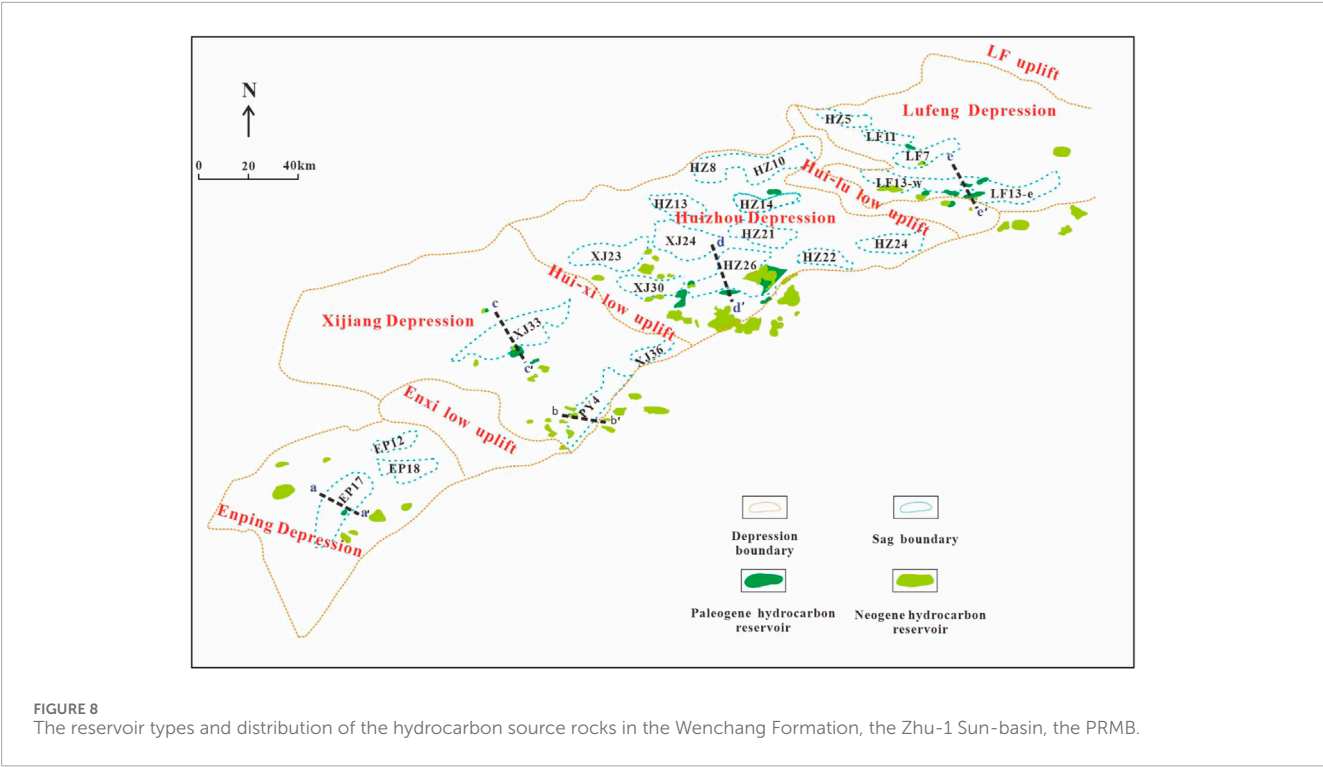 N
0 20 40km
LF uplift
Lufeng Depression
HZ5
LF11
LF7
e
LF13-w
LF13-e
e'
HZ8
HZ10
Hui-lu low uplift
HZ13
HZ14
Huizhou Depression
XJ24
d
HZ21
HZ24
HZ22
XJ23
HZ26
XJ30
d'
Hui-xi low uplift
c
Xijiang Depression
XJ33
c'
XJ36
Enxi low uplift
b
PY4
b'
EP12
EP18
a
EP17
a'
Enping Depression
Depression
boundary
Sag boundary
Paleogene hydrocarbon
reservoir
Neogene hydrocarbon
reservoir
FIGURE 8
The reservoir types and distribution of the hydrocarbon source rocks in the Wenchang Formation, the Zhu-1 Sun-basin, the PRMB.